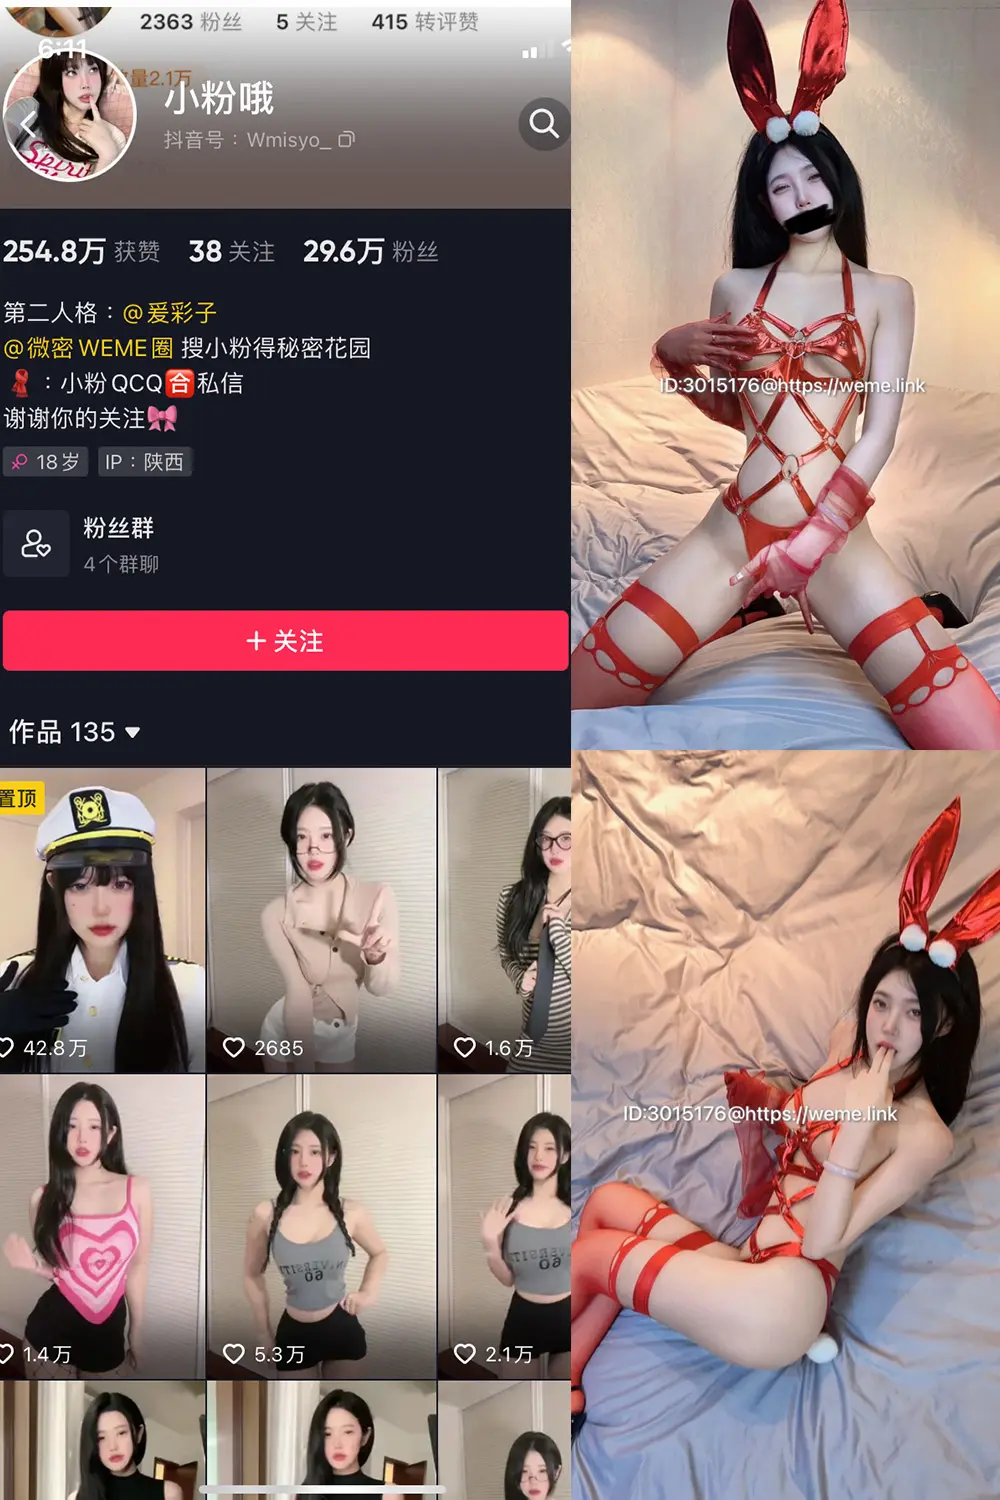 2363 粉丝 5 关注 415 转评赞
6:11
量2.1万
小粉哦
抖音号：Wmisyo_
254.8万 获赞 38 关注 29.6万 粉丝
第二人格：@爱彩子
@微密WEME圈 搜小粉得秘密花园
：小粉QCQ合私信
谢谢你的关注
18岁 IP：陕西
粉丝群
4个群聊
+ 关注
作品 135
置顶
42.8万
2685
1.6万
UNIVERSITY
60
1.4万
5.3万
2.1万
ID:3015176@https://weme.link
ID:3015176@https://weme.link